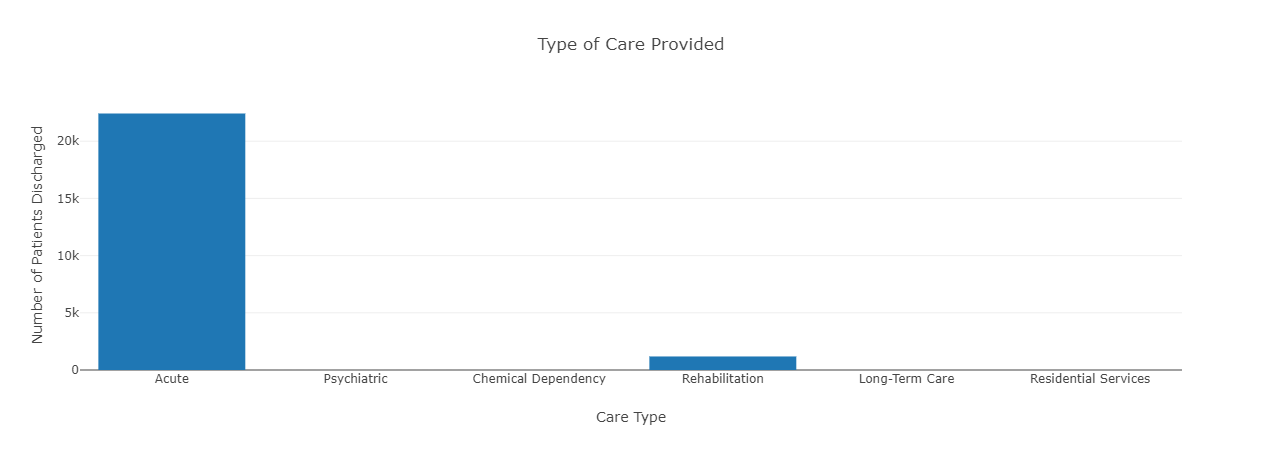 Type of Care Provided
Number of Patients Discharged
20k
15k
10k
5k
0
Acute
Psychiatric
Chemical Dependency
Rehabilitation
Long-Term Care
Residential Services
Care Type